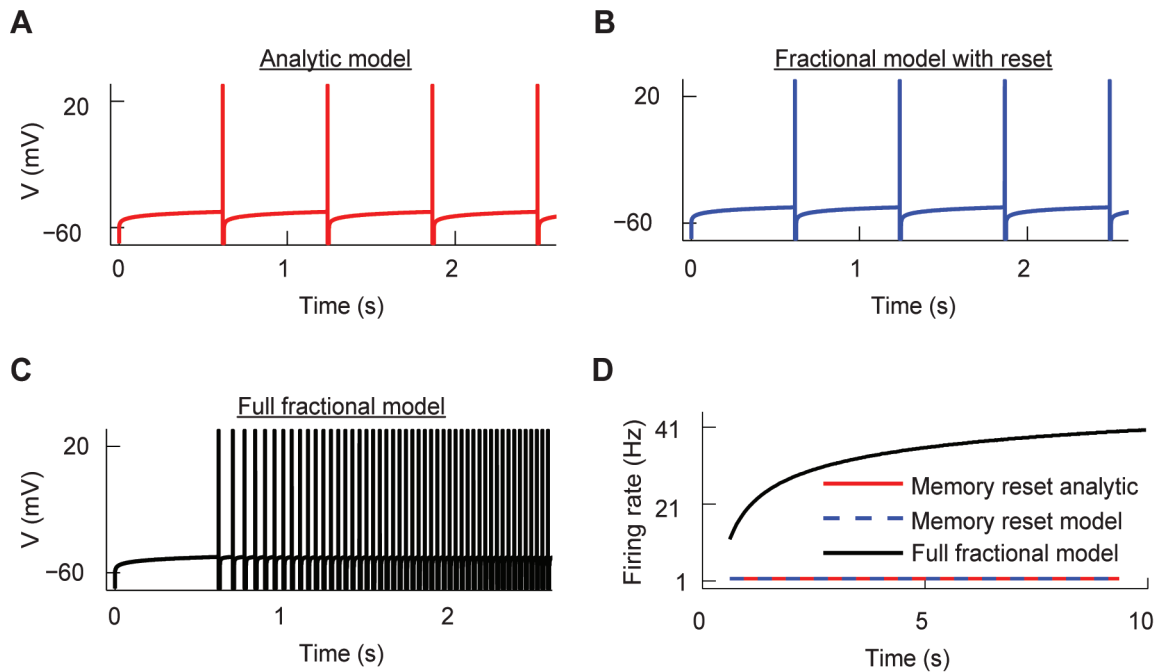 A
Analytic model
V (mV)
20
−60
0
1
2
Time (s)
B
Fractional model with reset
20
−60
0
1
2
Time (s)
C
Full fractional model
V (mV)
20
−60
0
1
2
Time (s)
D
Firing rate (Hz)
41
21
1
Memory reset analytic
Memory reset model
Full fractional model
0
5
10
Time (s)